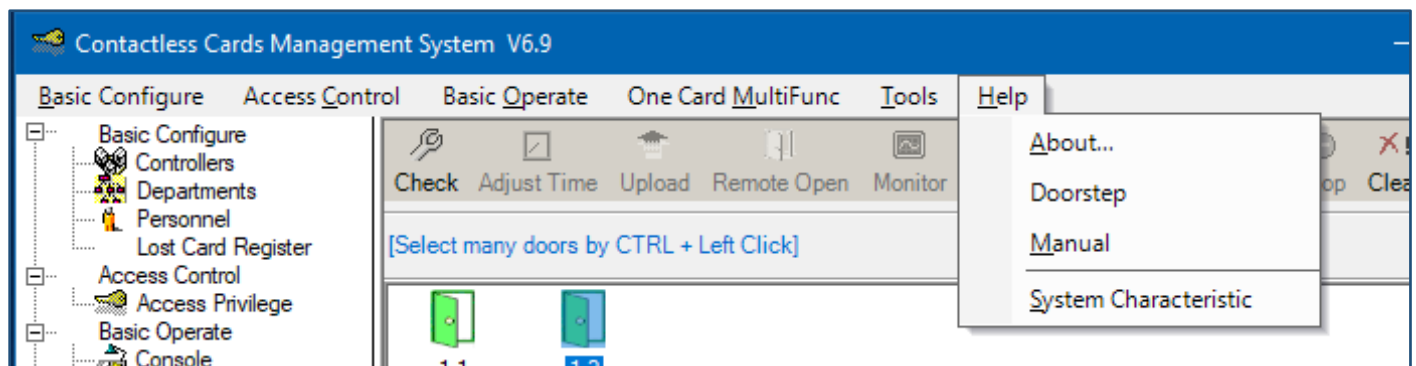 Contactless Cards Management System V6.9
Basic Configure Access Control Basic Operate One Card MultiFunc Tools Help
Basic Configure
Controllers
Departments
Personnel
Lost Card Register
Access Control
Access Privilege
Basic Operate
Console
Check Adjust Time Upload Remote Open Monitor
[Select many doors by CTRL + Left Click]
About...
Doorstep
Manual
System Characteristic